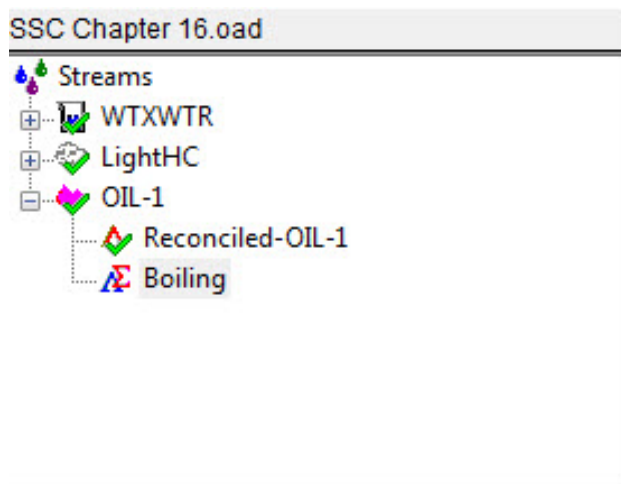 SSC Chapter 16.oad
Streams
WTXWTR
LightHC
OIL-1
Reconciled-OIL-1
Boiling